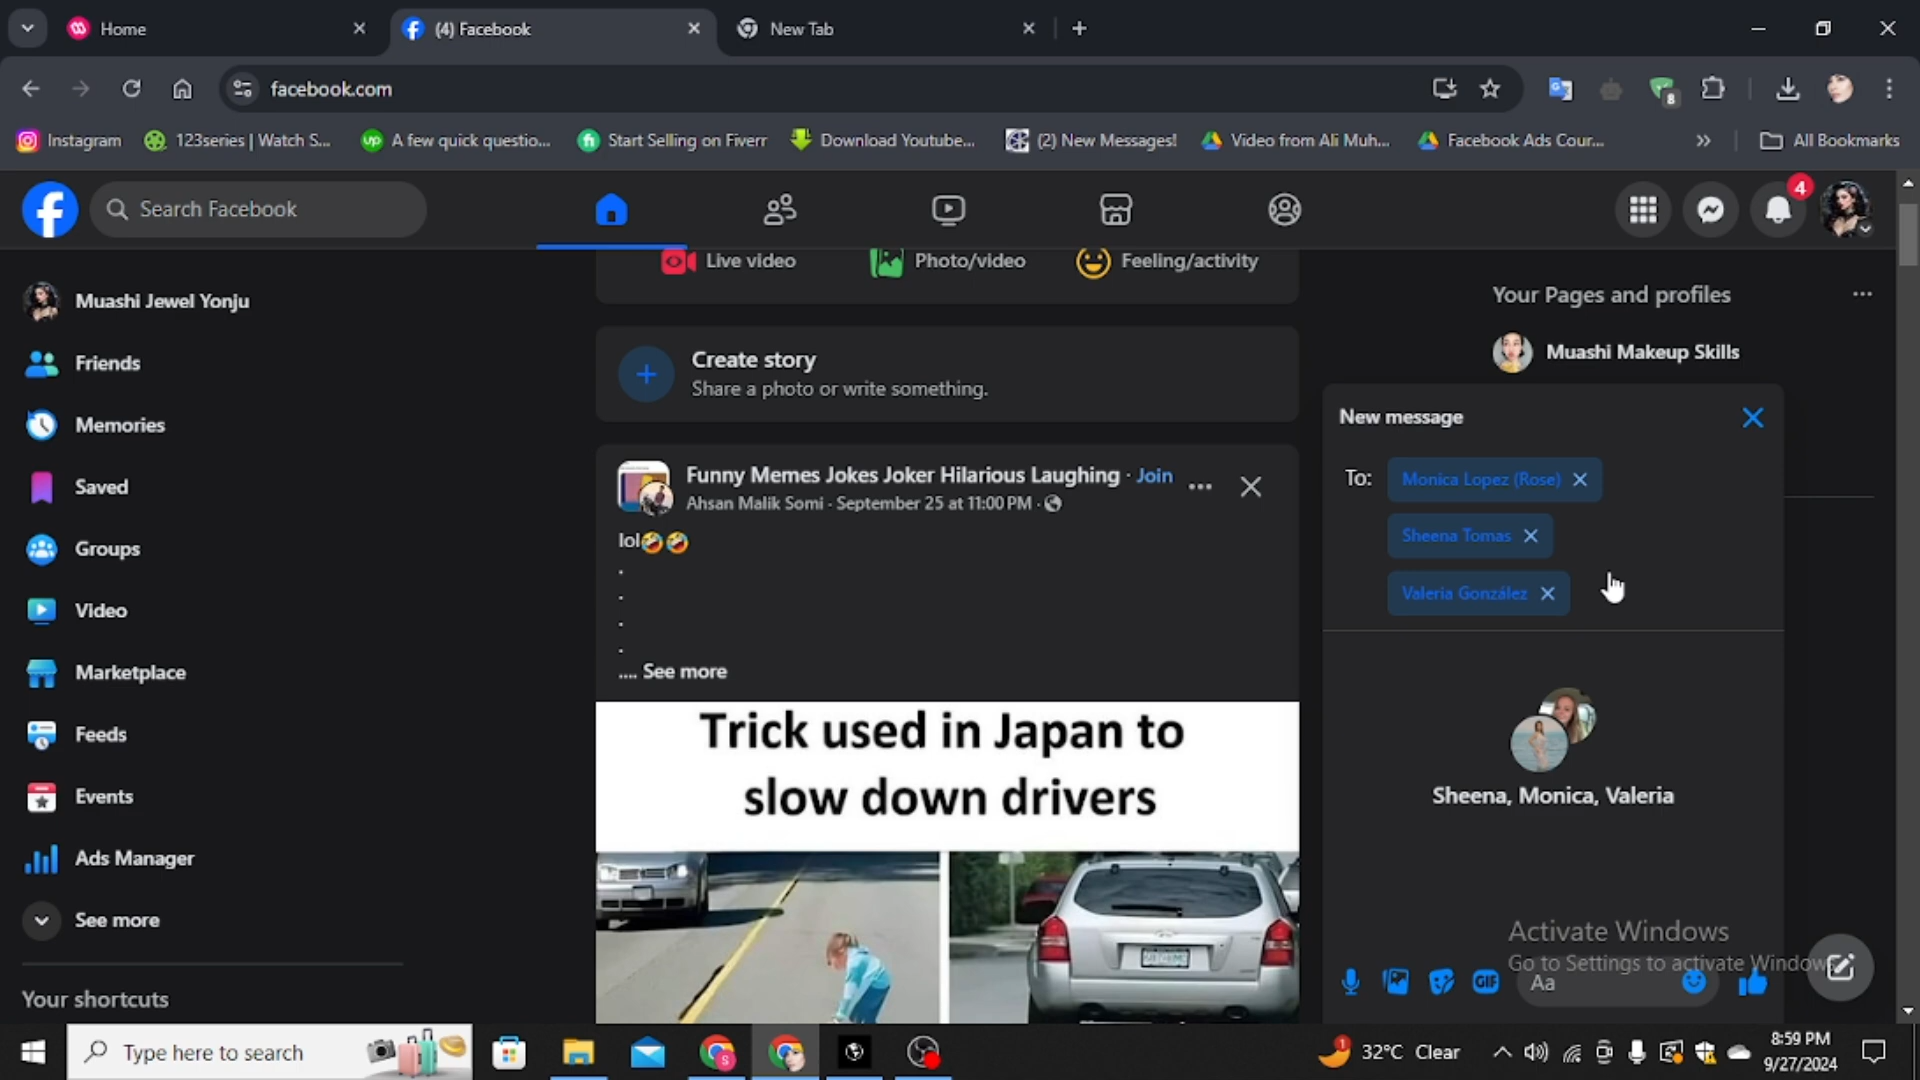 Home
(4) Facebook
New Tab
facebook.com
8
Instagram
123series | Watch S...
A few quick questio...
Start Selling on Fiverr
Download Youtube...
(2) New Messages!
Video from Ali Muh...
Facebook Ads Cour...
All Bookmarks
Search Facebook
4
Live video
Photo/video
Feeling/activity
Your Pages and profiles
Muashi Jewel Yonju
Muashi Makeup Skills
Friends
Create story
Share a photo or write something.
Memories
New message
Funny Memes Jokes Joker Hilarious Laughing · Join
Ahsan Malik Somi · September 25 at 11:00 PM ·
To:
Monica Lopez (Rose)
Saved
Sheena Tomas
Groups
lol🤣🤣
.
.
.
.
.... See more
Valeria González
Video
Marketplace
Trick used in Japan to
slow down drivers
Feeds
Sheena, Monica, Valeria
Events
Ads Manager
See more
Activate Windows
Go to Settings to activate Windows
GIF
Aa
Your shortcuts
Type here to search
S
1
32°C Clear
8:59 PM
9/27/2024